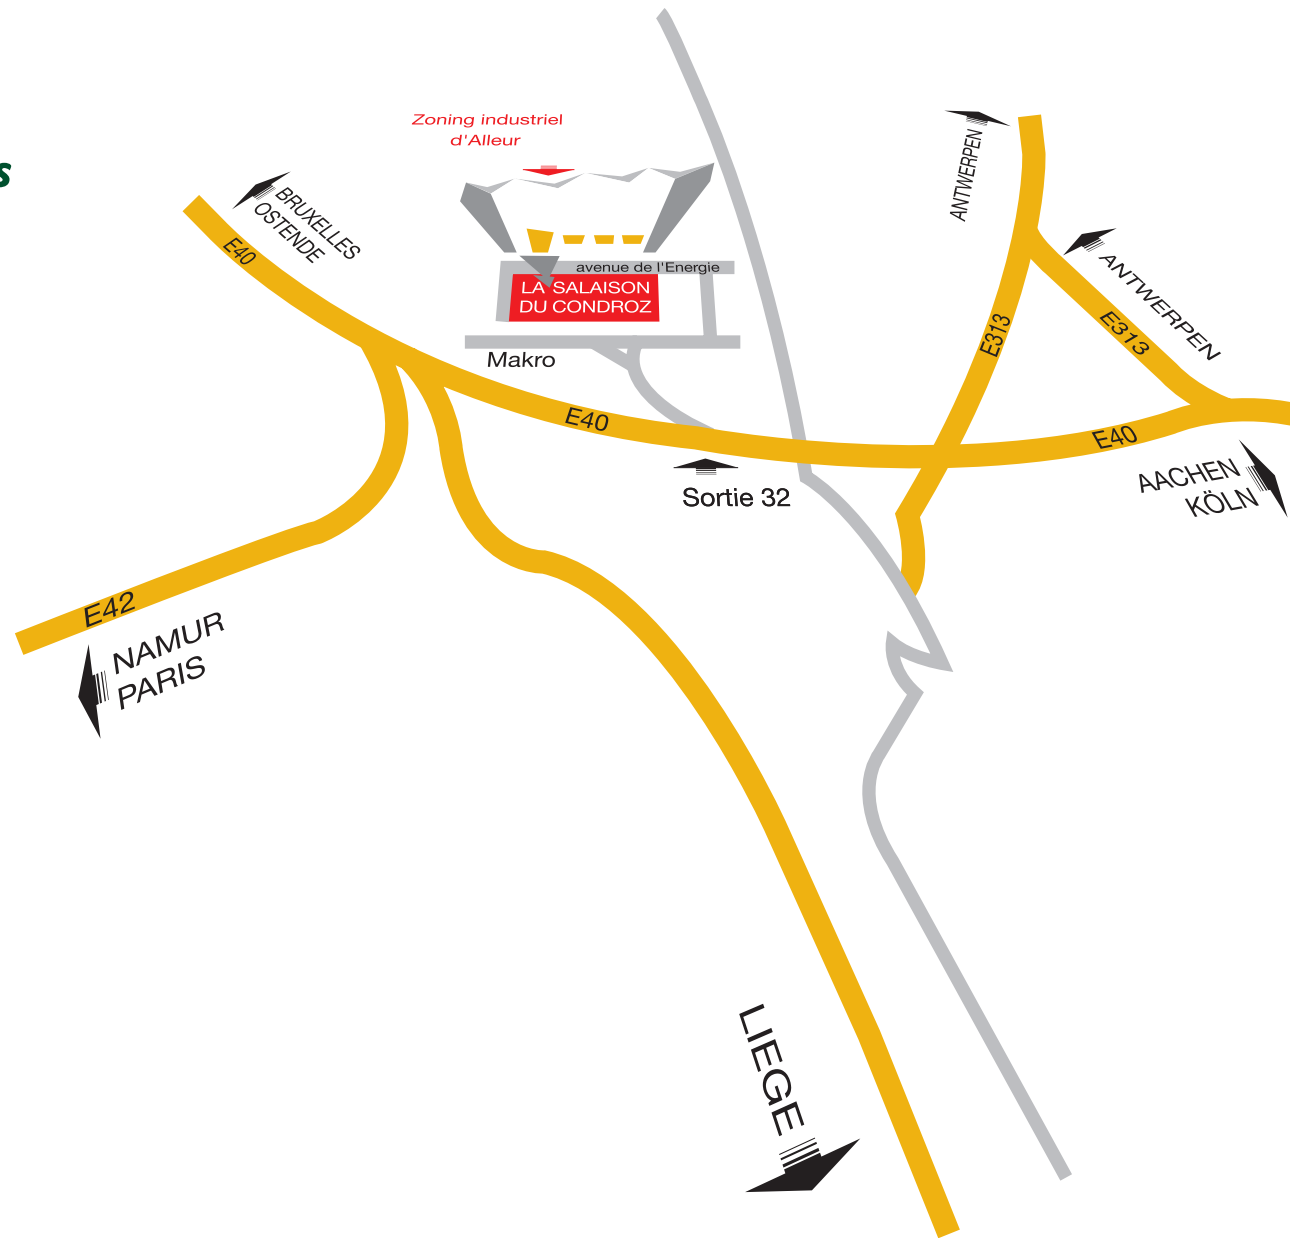 Zoning industriel
d'Alleur
s
ANTWERPEN
BRUXELLES
OSTENDE
E40
ANTWERPEN
avenue de l'Energie
LA SALAISON
DU CONDROZ
E313
E313
Makro
E40
E40
AACHEN
KÖLN
Sortie 32
E42
NAMUR
PARIS
LIEGE